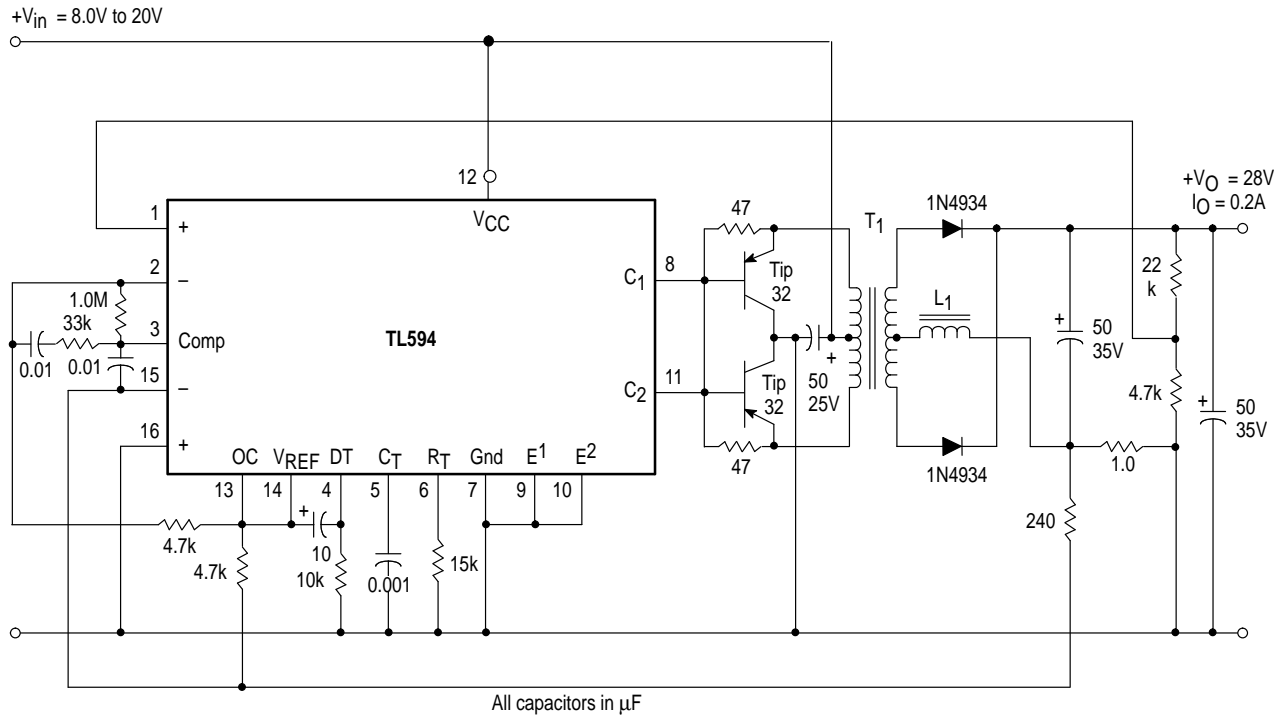 +Vin = 8.0V to 20V
+VO = 28V
IO = 0.2A
12
VCC
1
+
2
−
1.0M
33k
3
Comp
0.01
0.01
15
−
16
+
TL594
C1
8
C2
11
OC
VREF
DT
CT
RT
Gnd
E1
E2
13
14
4
5
6
7
9
10
47
Tip
32
Tip
32
47
+
50
25V
T1
1N4934
L1
1N4934
+
50
35V
22
k
4.7k
+
50
35V
1.0
240
4.7k
4.7k
+
10
10k
0.001
15k
All capacitors in µF